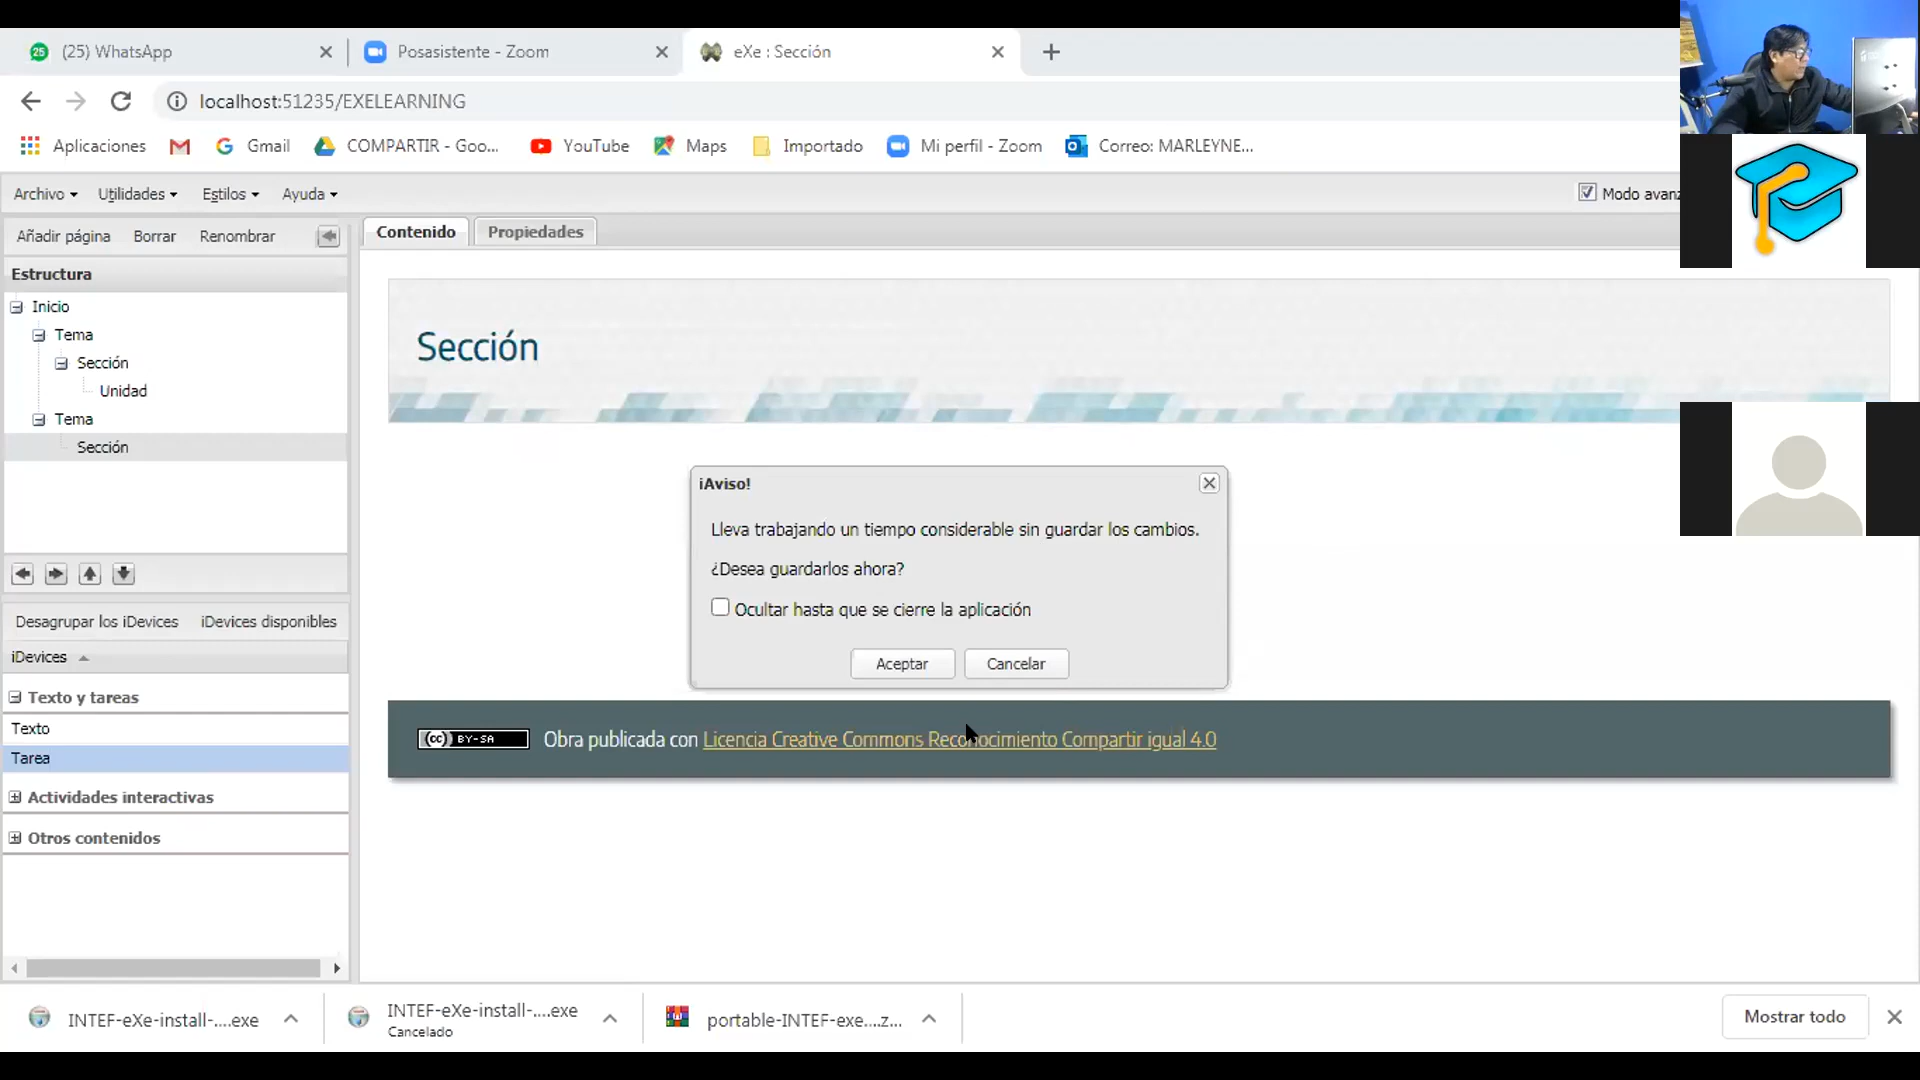 25 (25) WhatsApp
Posasistente - Zoom
eXe : Sección
localhost:51235/EXELEARNING
Aplicaciones
Gmail
COMPARTIR - Goo...
YouTube
Maps
Importado
Mi perfil - Zoom
Correo: MARLEYNE...
Archivo
Utilidades
Estilos
Ayuda
Modo avanz
Añadir página
Borrar
Renombrar
Contenido
Propiedades
Estructura
Inicio
Tema
Sección
Unidad
Tema
Sección
Sección
¡Aviso!
Lleva trabajando un tiempo considerable sin guardar los cambios.
¿Desea guardarlos ahora?
Ocultar hasta que se cierre la aplicación
Aceptar
Cancelar
Desagrupar los iDevices
iDevices disponibles
iDevices
Texto y tareas
Texto
Tarea
Actividades interactivas
Otros contenidos
(cc) BY-SA
Obra publicada con Licencia Creative Commons Reconocimiento Compartir igual 4.0
INTEF-eXe-install-....exe
INTEF-eXe-install-....exe
Cancelado
portable-INTEF-exe....z...
Mostrar todo